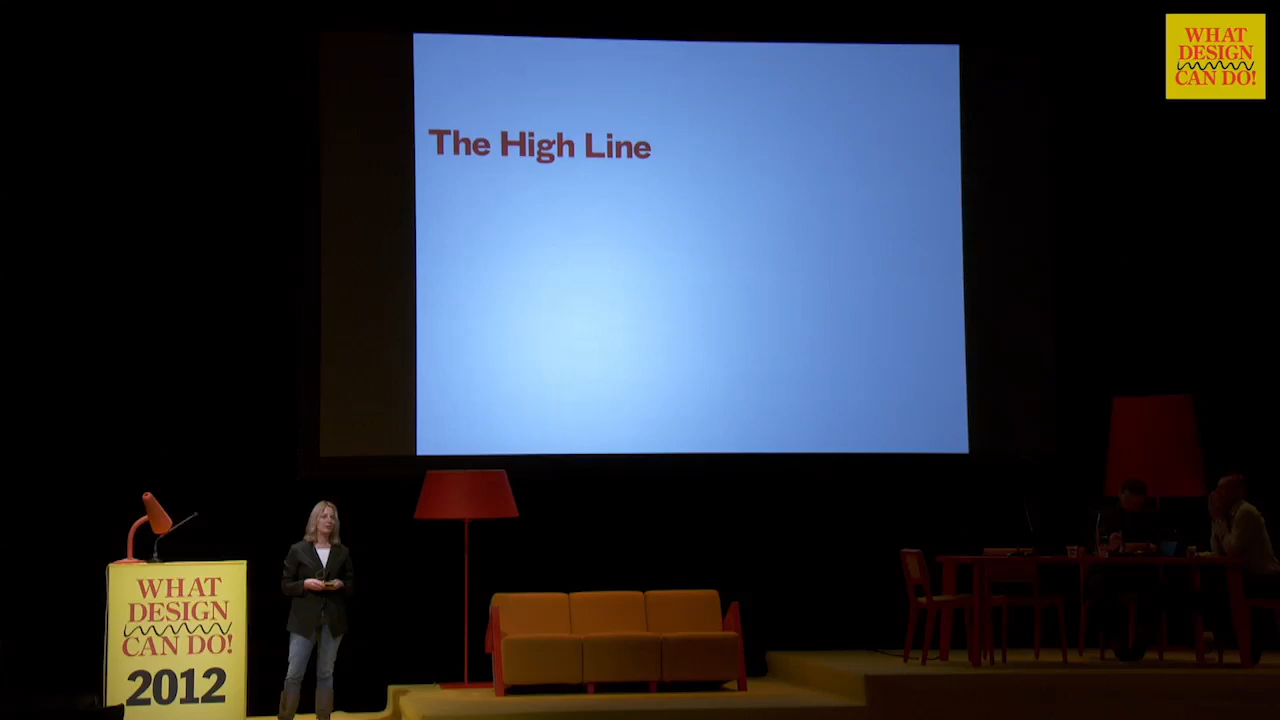 The High Line
WHAT
DESIGN
CAN DO!
WHAT
DESIGN
CAN DO!
2012